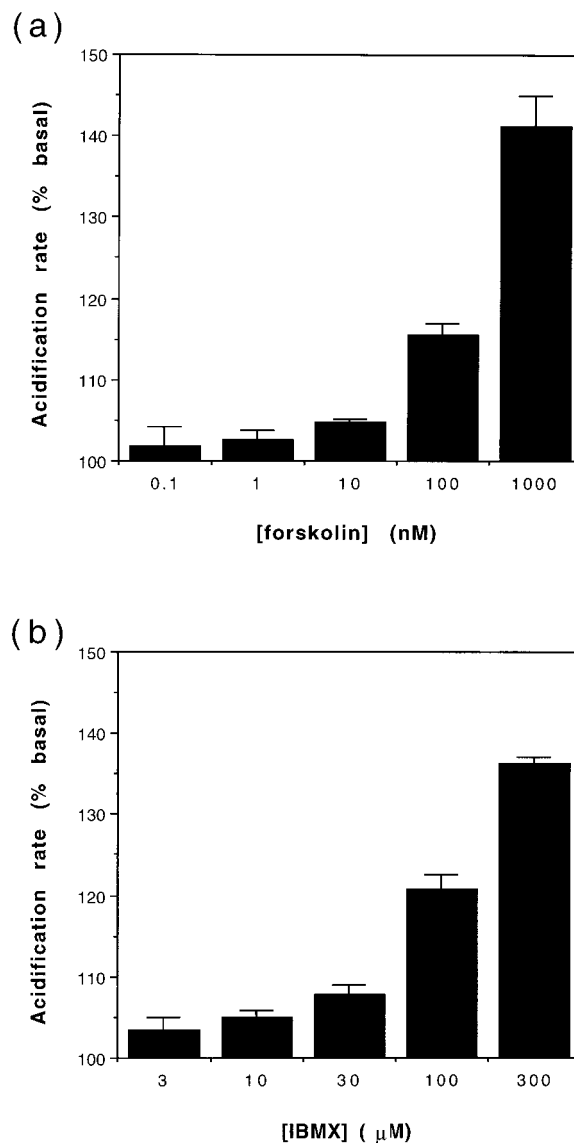 (a)
150
140
130
120
110
100
Acidification rate (% basal)
0.1 1 10 100 1000
[forskolin] (nM)
(b)
150
140
130
120
110
100
Acidification rate (% basal)
3 10 30 100 300
[IBMX] ( μM)